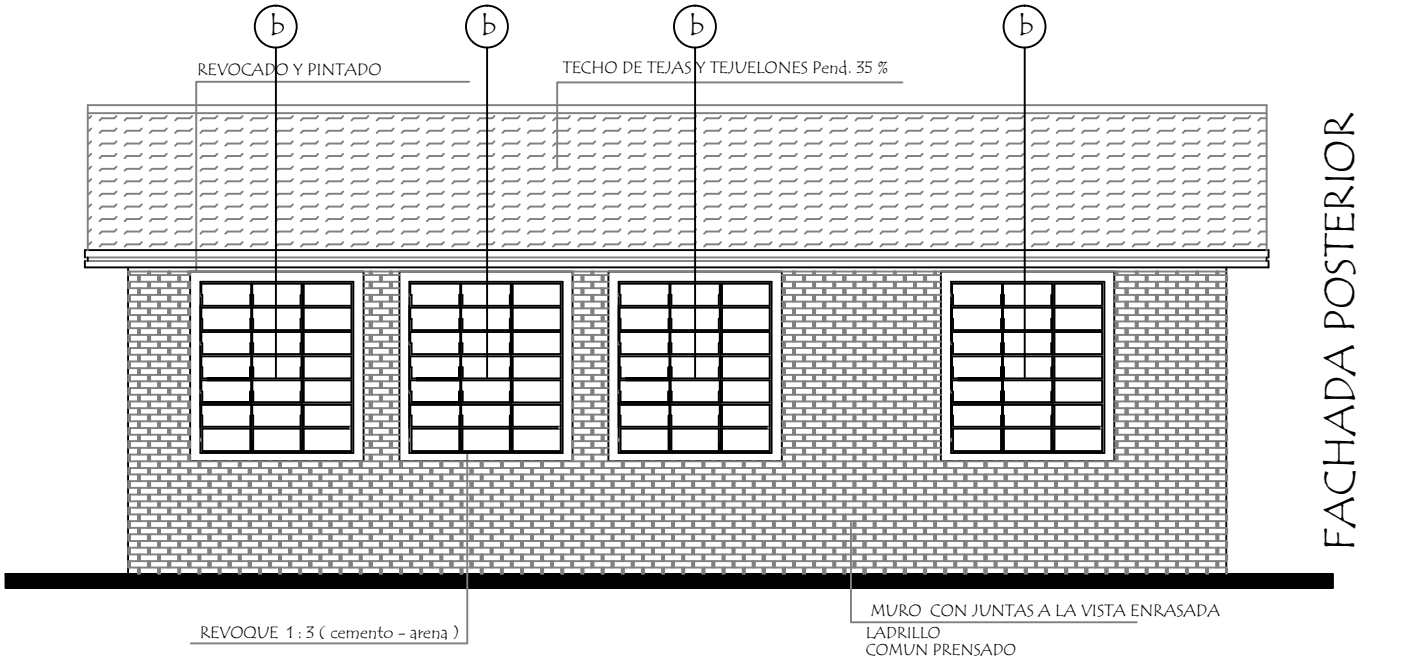 b b b b
REVOCADO Y PINTADO
TECHO DE TEJAS Y TEJUELONES Pend. 35 %
FACHADA POSTERIOR
REVOQUE 1 : 3 ( cemento - arena )
MURO CON JUNTAS A LA VISTA ENRASADA
LADRILLO
COMUN PRENSADO